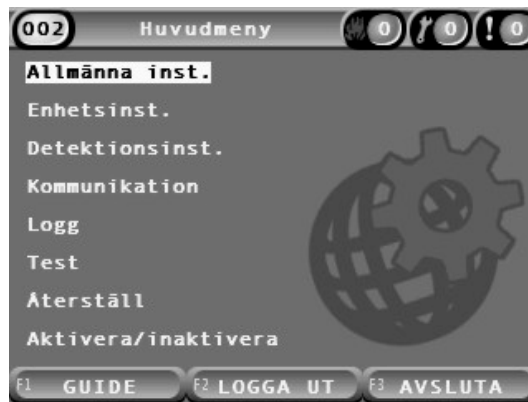 002 Huvudmeny 0 0 ! 0
Allmänna inst.
Enhetsinst.
Detektionsinst.
Kommunikation
Logg
Test
Återställ
Aktivera/inaktivera
F1 GUIDE F2 LOGGA UT F3 AVSLUTA